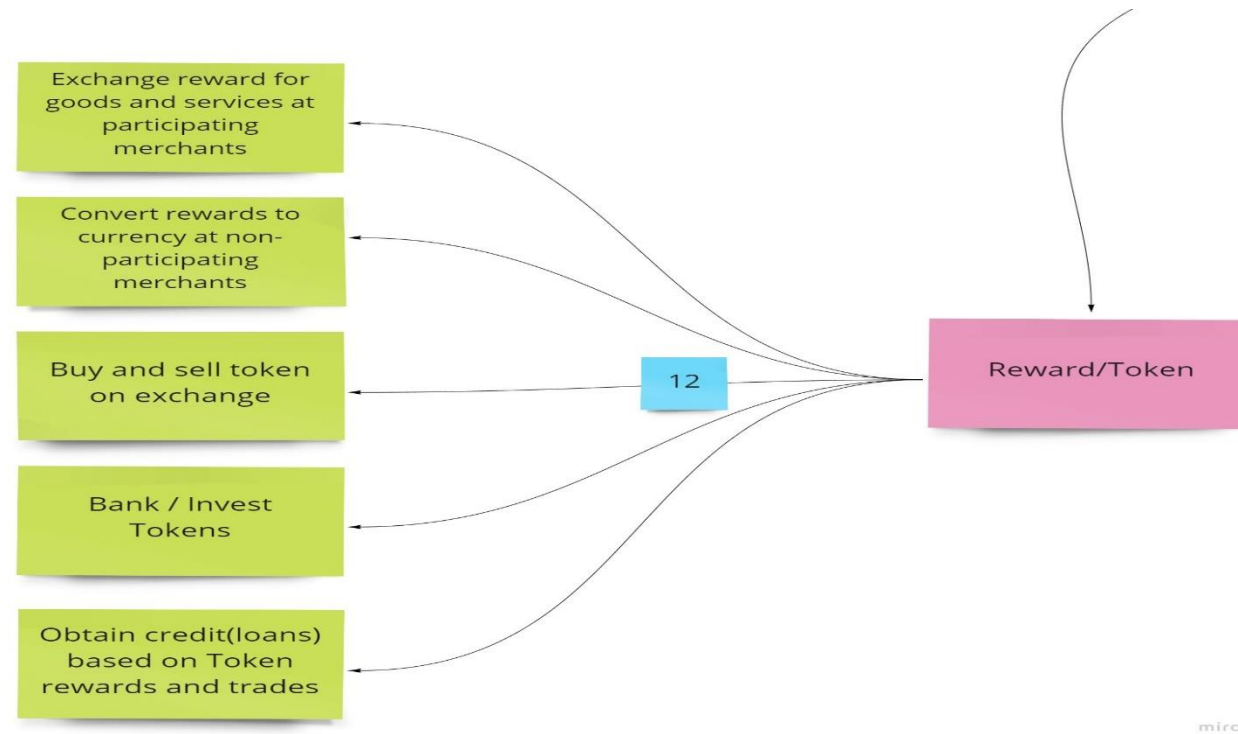 Exchange reward for
goods and services at
participating
merchants
Convert rewards to
currency at non-
participating
merchants
Buy and sell token
on exchange
Bank / Invest
Tokens
Obtain credit(loans)
based on Token
rewards and trades
12
Reward/Token